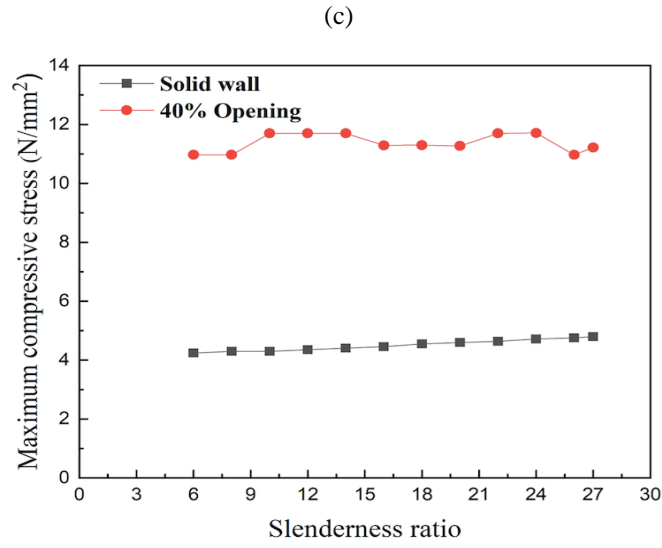 (c)
14
12
10
8
6
4
2
0
Maximum compressive stress (N/mm²)
Solid wall
40% Opening
0 3 6 9 12 15 18 21 24 27 30
Slenderness ratio